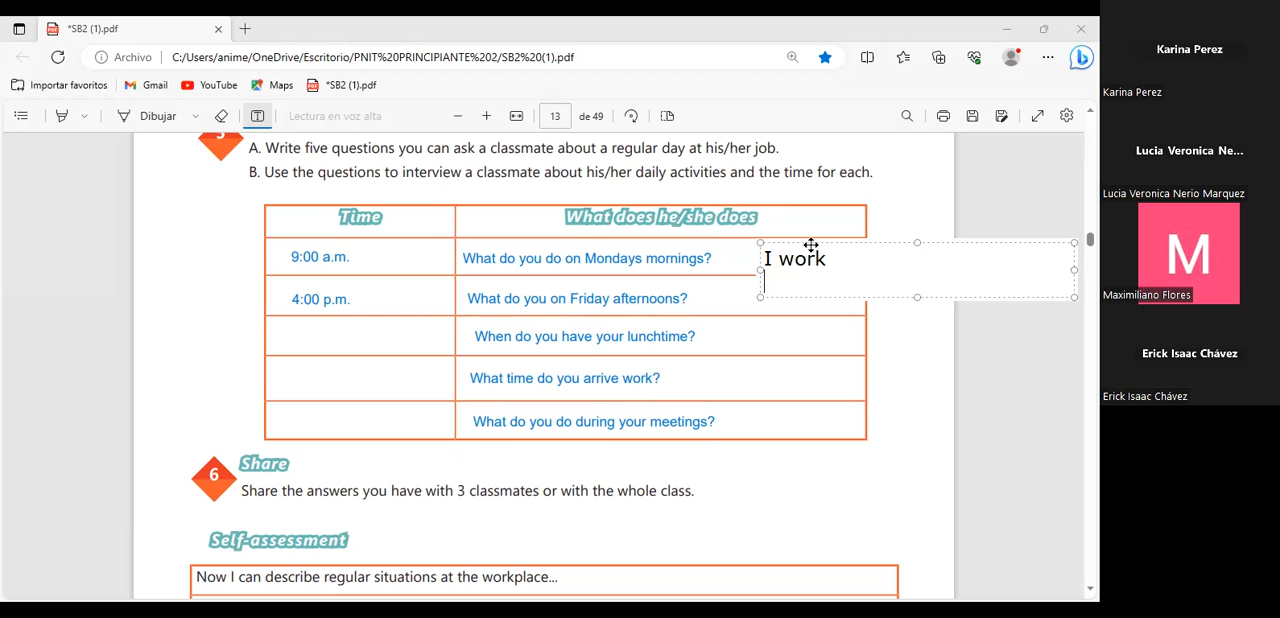 *SB2 (1).pdf
Archivo
C:/Users/anime/OneDrive/Escritorio/PNIT%20PRINCIPIANTE%202/SB2%20(1).pdf
Importar favoritos
Gmail
YouTube
Maps
*SB2 (1).pdf
Dibujar
Lectura en voz alta
13
de 49
A. Write five questions you can ask a classmate about a regular day at his/her job.
B. Use the questions to interview a classmate about his/her daily activities and the time for each.
Time
What does he/she does
9:00 a.m.
What do you do on Mondays mornings?
I work
4:00 p.m.
What do you on Friday afternoons?
When do you have your lunchtime?
What time do you arrive work?
What do you do during your meetings?
6
Share
Share the answers you have with 3 classmates or with the whole class.
Self-assessment
Now I can describe regular situations at the workplace...
Karina Perez
Karina Perez
Lucia Veronica Ne...
Lucia Veronica Nerio Marquez
M
Maximiliano Flores
Erick Isaac Chávez
Erick Isaac Chávez